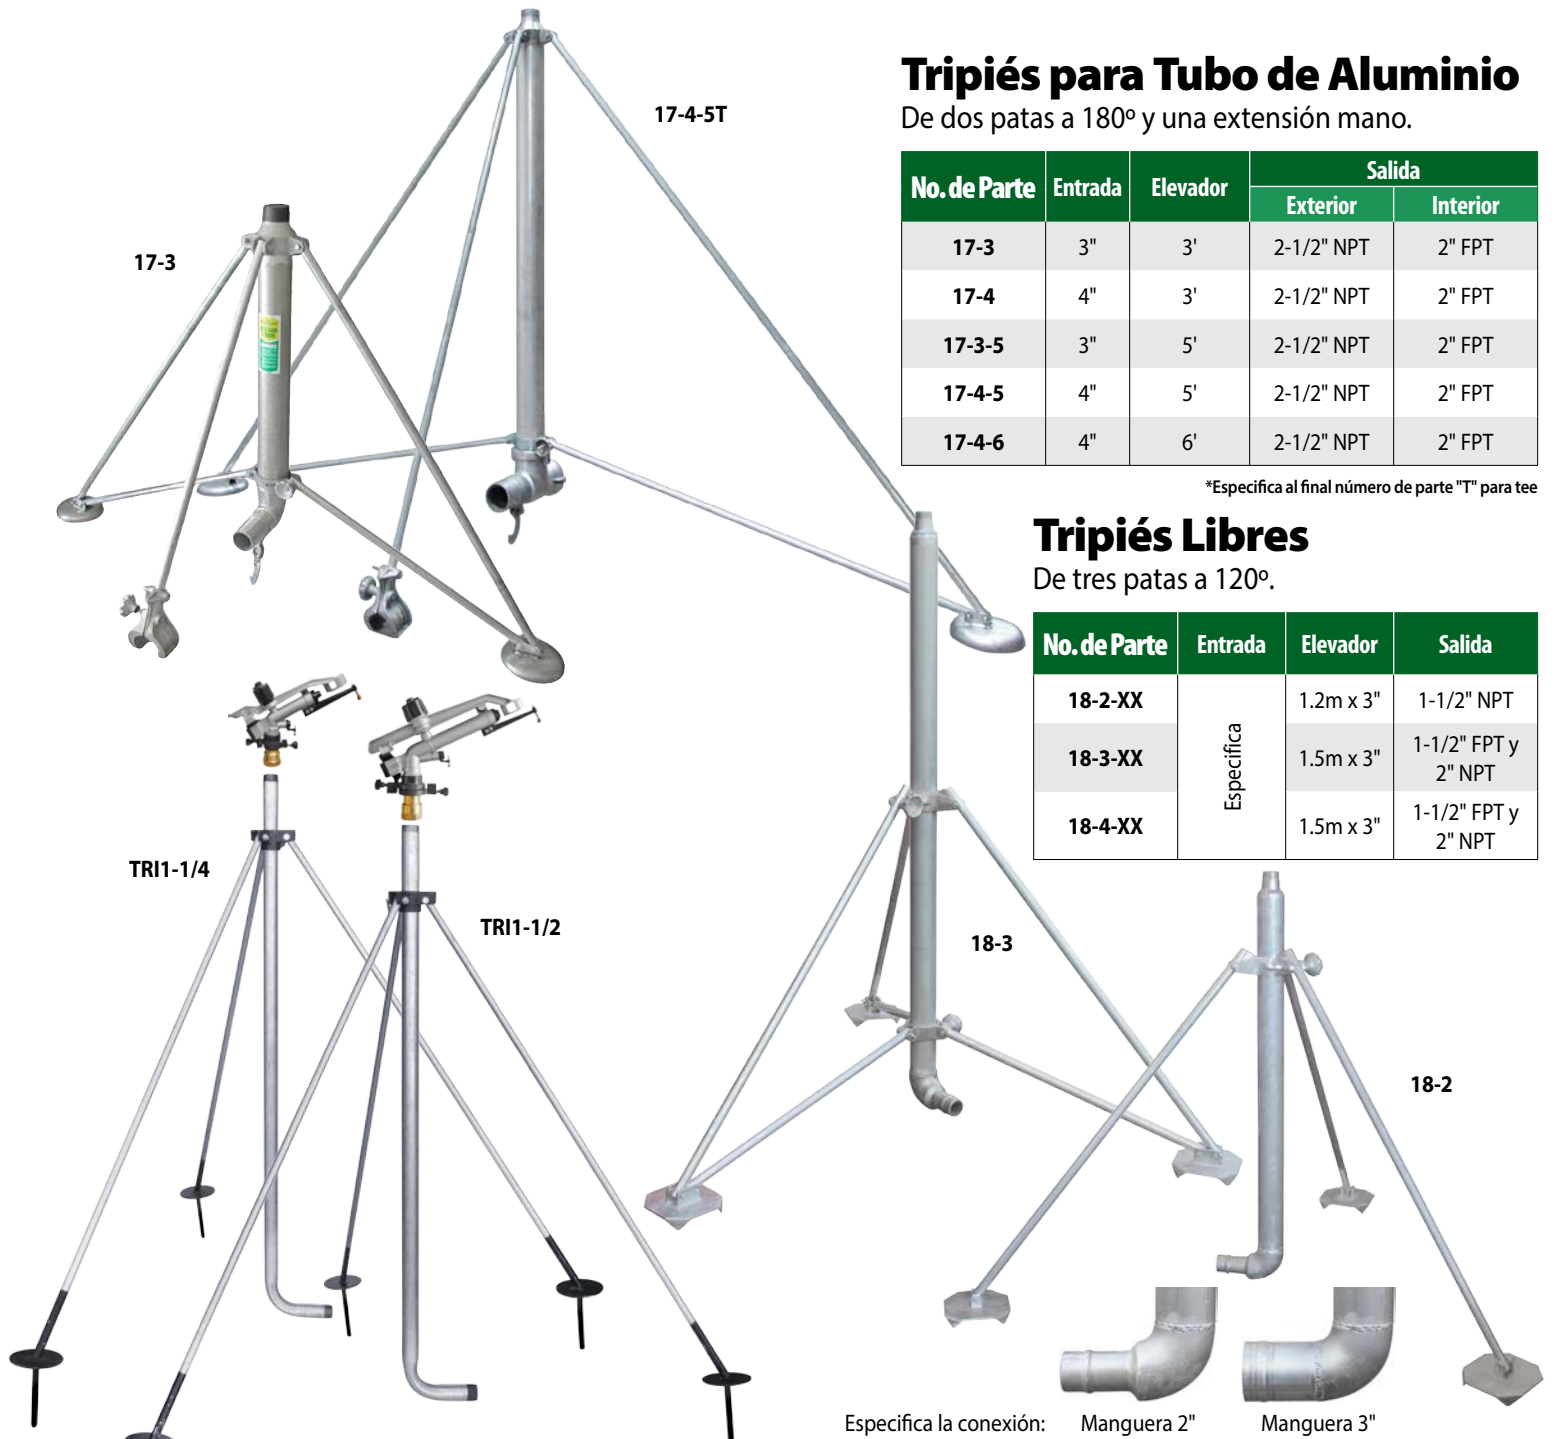 17-4-5T
17-3
Tripiés para Tubo de Aluminio
De dos patas a 180º y una extensión mano.
No. de Parte Entrada Elevador Salida
Exterior Interior
17-3 3" 3' 2-1/2" NPT 2" FPT
17-4 4" 3' 2-1/2" NPT 2" FPT
17-3-5 3" 5' 2-1/2" NPT 2" FPT
17-4-5 4" 5' 2-1/2" NPT 2" FPT
17-4-6 4" 6' 2-1/2" NPT 2" FPT
*Especifica al final número de parte "T" para tee
Tripiés Libres
De tres patas a 120º.
No. de Parte Entrada Elevador Salida
18-2-XX 1.2m x 3" 1-1/2" NPT
Especifica
18-3-XX 1.5m x 3" 1-1/2" FPT y
2" NPT
18-4-XX 1.5m x 3" 1-1/2" FPT y
2" NPT
TRI1-1/4
TRI1-1/2
18-3
18-2
Especifica la conexión: Manguera 2" Manguera 3"